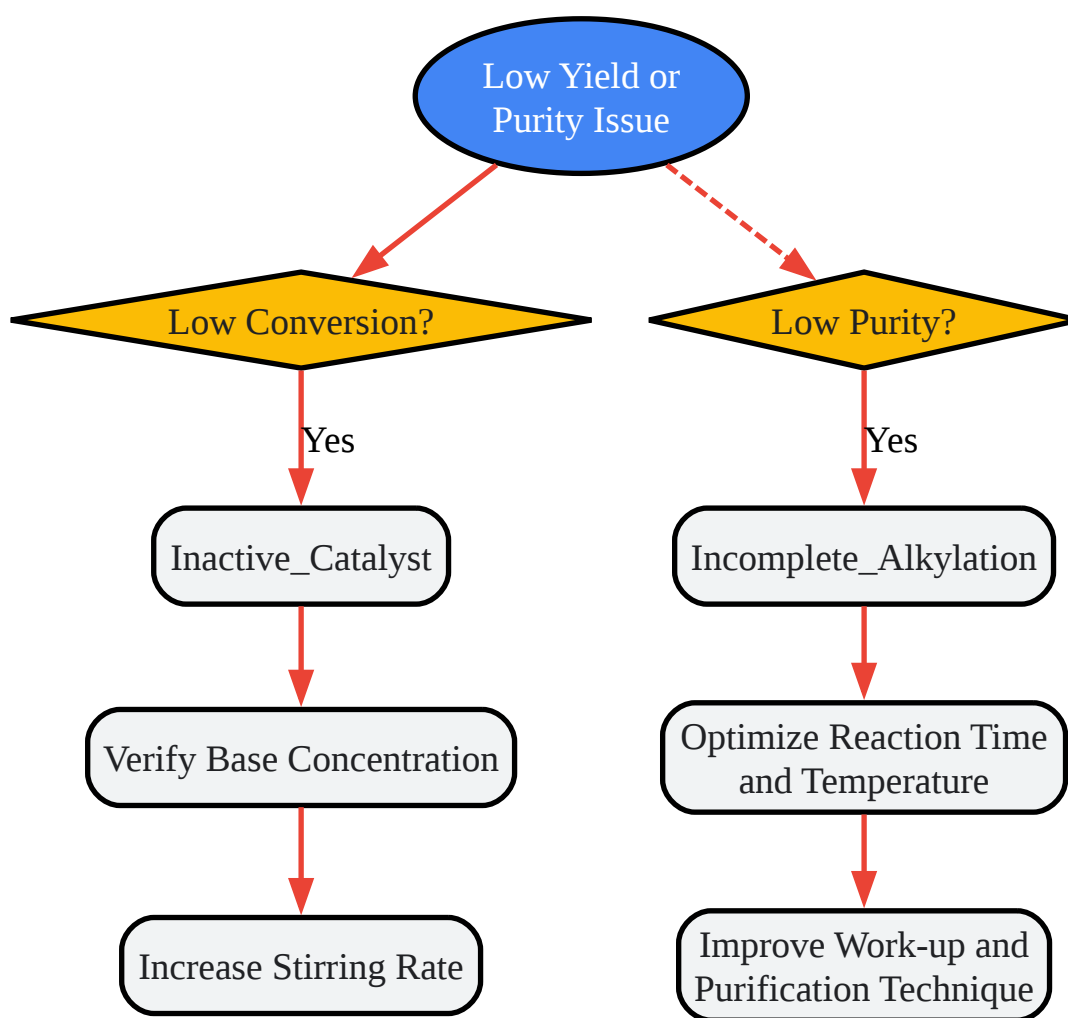 Low Yield or
Purity Issue
Low Conversion?
Low Purity?
Yes
Yes
Inactive_Catalyst
Incomplete_Alkylation
Verify Base Concentration
Optimize Reaction Time
and Temperature
Increase Stirring Rate
Improve Work-up and
Purification Technique